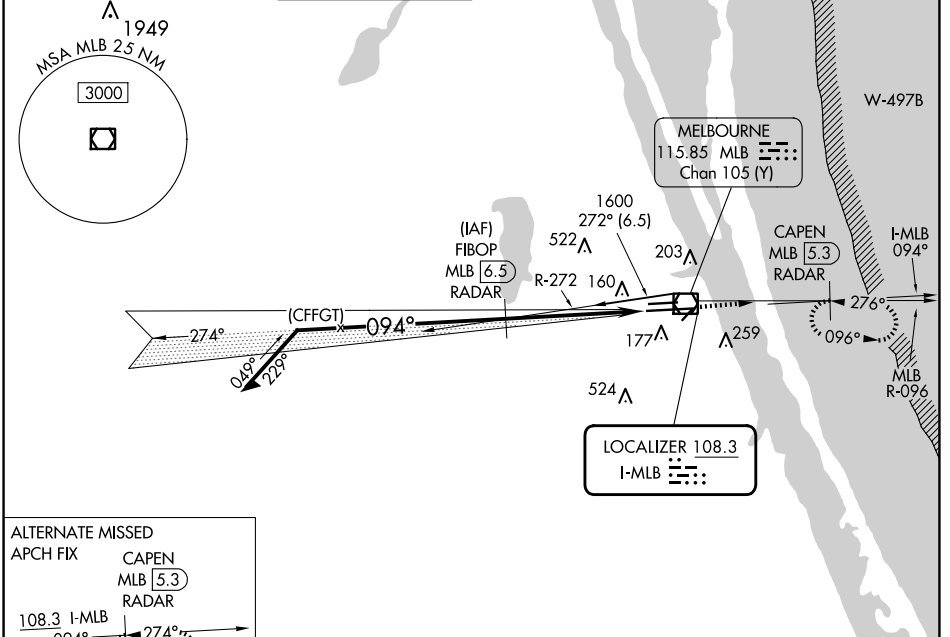 1949
MSA MLB 25 NM
3000
W-497B
MELBOURNE
115.85 MLB
Chan 105 (Y)
1600
272° (6.5)
(IAF)
FIBOP
MLB 6.5
RADAR
522
203
R-272
160
CAPEN
MLB 5.3
RADAR
I-MLB
094°
276°
(CFFGT)
x
094°
274°
177
259
096°
049°
229°
MLB
R-096
524
LOCALIZER 108.3
I-MLB
ALTERNATE MISSED
APCH FIX
CAPEN
MLB 5.3
RADAR
108.3 I-MLB
094°
274°